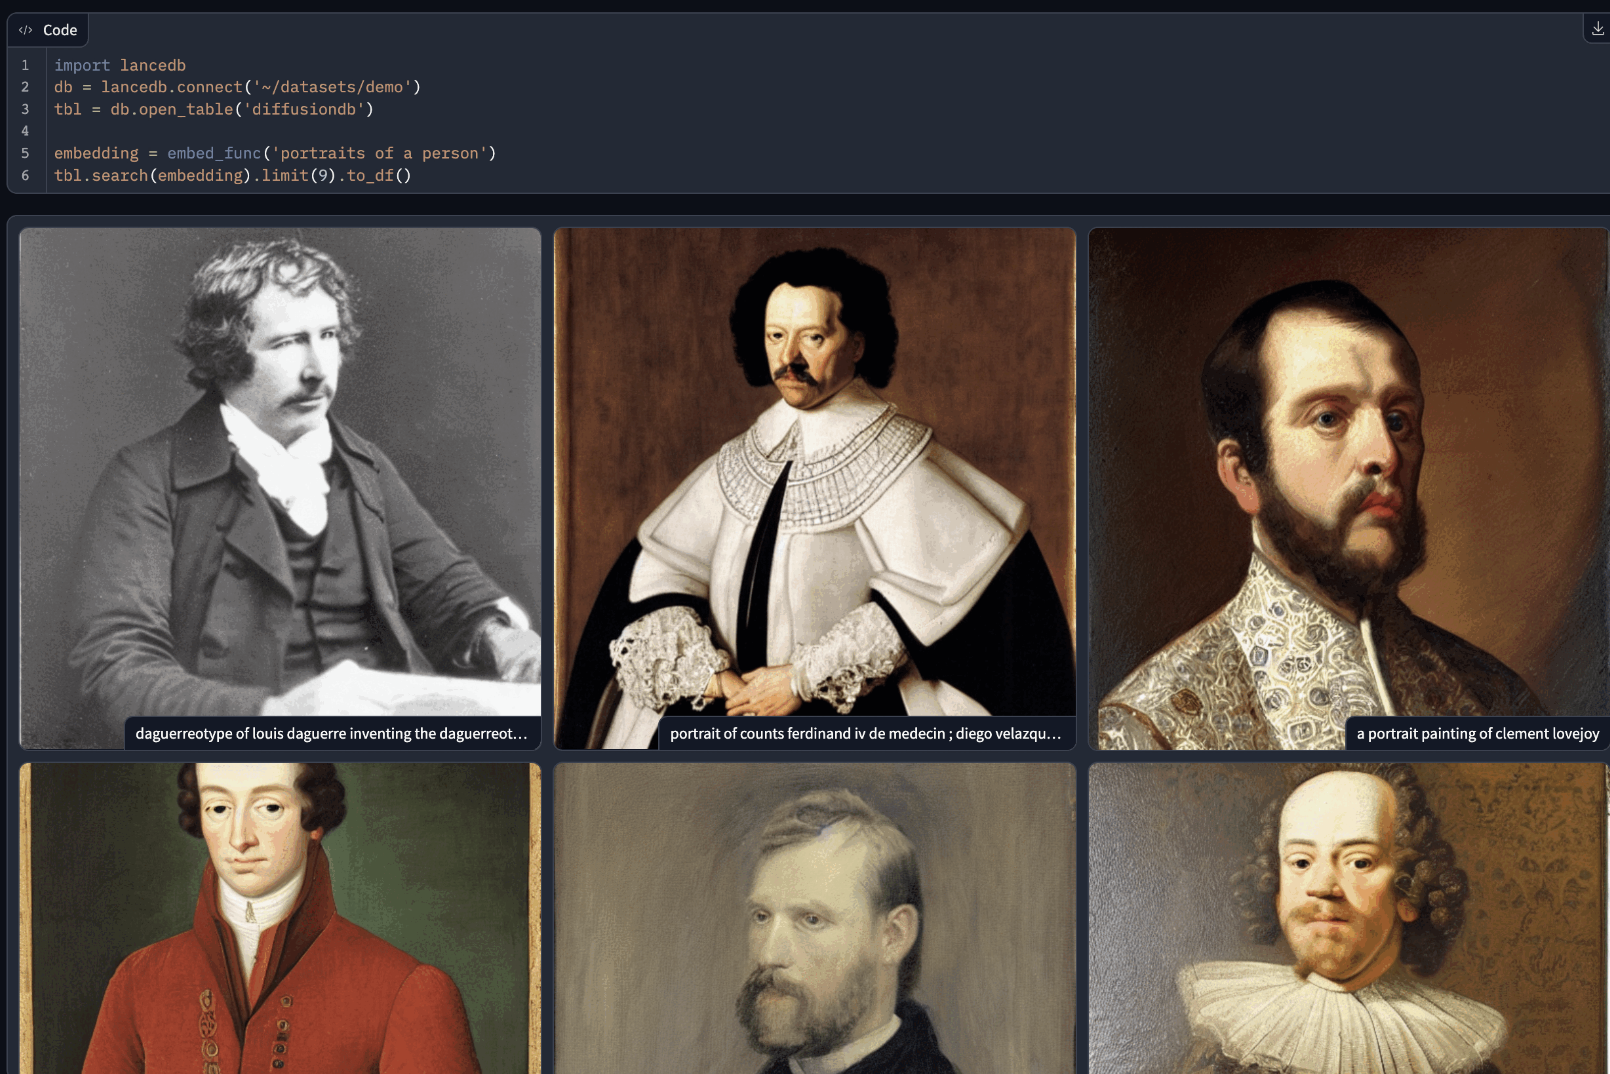 </> Code
1 import lancedb
2 db = lancedb.connect('~/datasets/demo')
3 tbl = db.open_table('diffusiondb')
4
5 embedding = embed_func('portraits of a person')
6 tbl.search(embedding).limit(9).to_df()
daguerreotype of louis daguerre inventing the daguerreot...
portrait of counts ferdinand iv de medecin ; diego velazqu...
a portrait painting of clement lovejoy